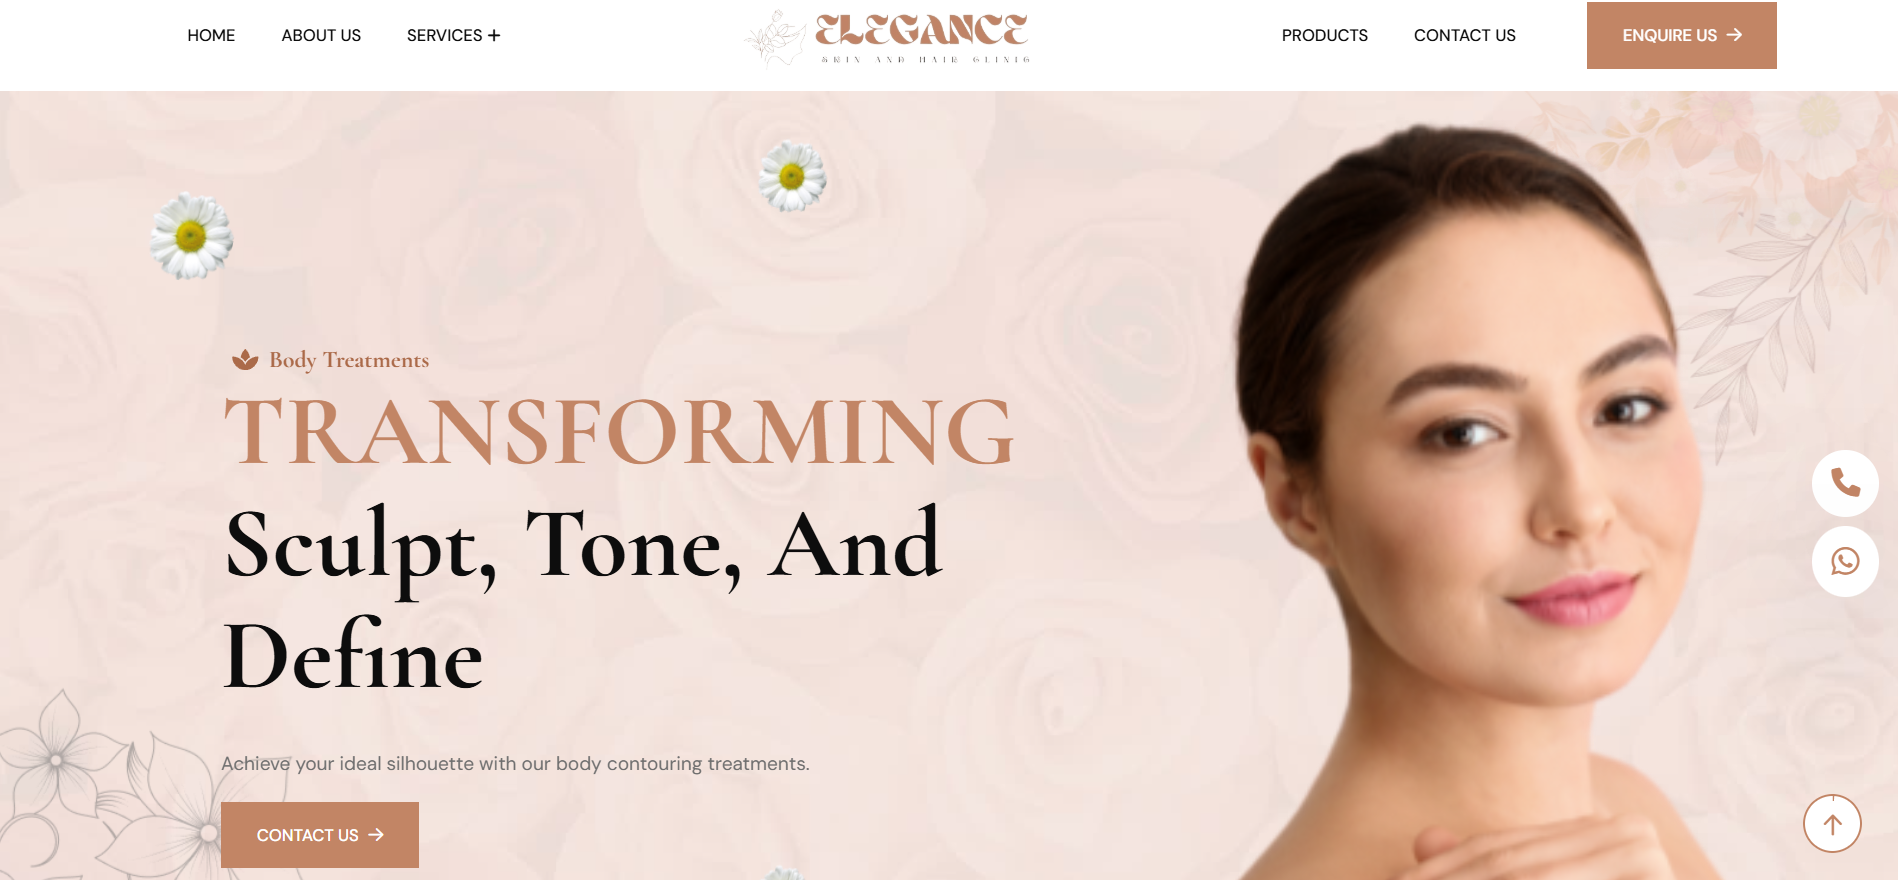 HOME ABOUT US SERVICES +
ELEGANCE
SKIN AND HAIR CLINIC
PRODUCTS CONTACT US ENQUIRE US →
Body Treatments
TRANSFORMING
Sculpt, Tone, And
Define
Achieve your ideal silhouette with our body contouring treatments.
CONTACT US →